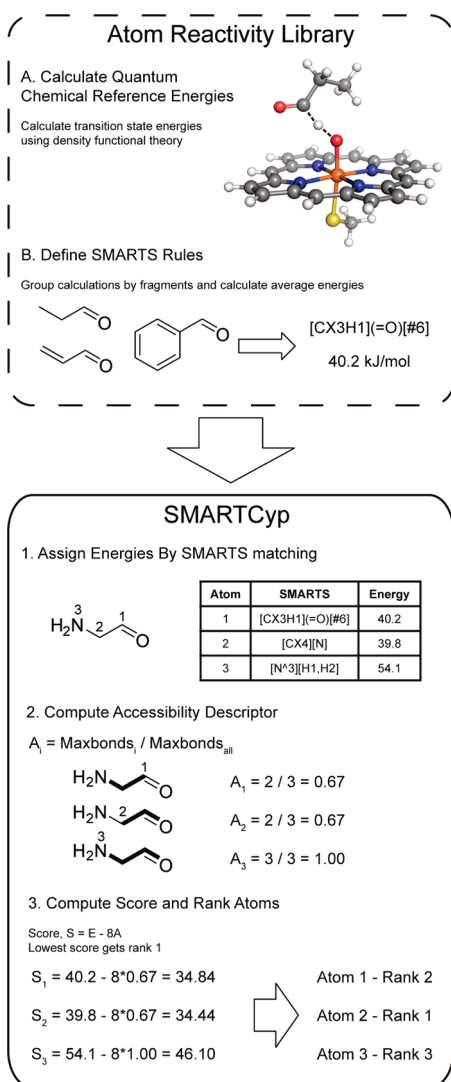 Atom Reactivity Library
A. Calculate Quantum
Chemical Reference Energies
Calculate transition state energies
using density functional theory
B. Define SMARTS Rules
Group calculations by fragments and calculate average energies
O
O
O
[CX3H1](=O)[#6]
40.2 kJ/mol
SMARTCyp
1. Assign Energies By SMARTS matching
3
H2N
2
1
O
Atom SMARTS Energy
1 [CX3H1](=O)[#6] 40.2
2 [CX4][N] 39.8
3 [N^3][H1,H2] 54.1
2. Compute Accessibility Descriptor
Ai = Maxbondsi / Maxbondsall
H2N 1 O A1 = 2 / 3 = 0.67
H2N 2 O A2 = 2 / 3 = 0.67
3 H2N O A3 = 3 / 3 = 1.00
3. Compute Score and Rank Atoms
Score, S = E - 8A
Lowest score gets rank 1
S1 = 40.2 - 8*0.67 = 34.84 Atom 1 - Rank 2
S2 = 39.8 - 8*0.67 = 34.44 Atom 2 - Rank 1
S3 = 54.1 - 8*1.00 = 46.10 Atom 3 - Rank 3